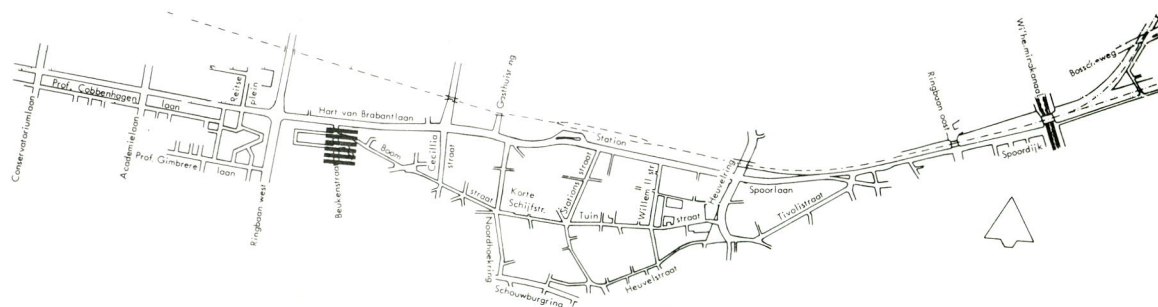 Conservatoriumlaan
Prof. Cobbenhagen
laan
Academielaan
Prof. Gimbrere
laan
Reitse
plein
Ringbaan west
Hart van Brabantlaan
Beukenstraat
Boom
straat
Cecillia
straat
Gasthuisring
Korte
Schijfstr.
Noordhoekring
Schouwburgring
Station
Stations
straat
Tuin
straat
Willem II str.
Heuvelstraat
Heuvelring
Spoorlaan
Tivolistraat
Ringbaan oost
Wilhelminakanaal
Spoordijk
Bosscheweg